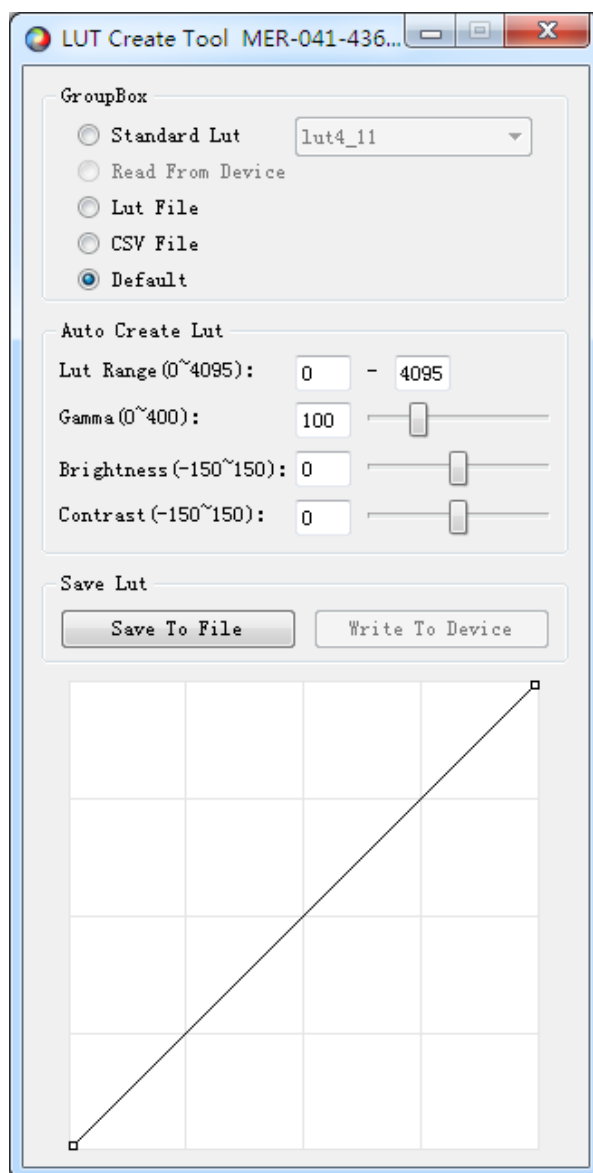 LUT Create Tool MER-041-436...
GroupBox
Standard Lut lut4_11
Read From Device
Lut File
CSV File
Default
Auto Create Lut
Lut Range(0~4095): 0 - 4095
Gamma(0~400): 100
Brightness(-150~150): 0
Contrast(-150~150): 0
Save Lut
Save To File Write To Device